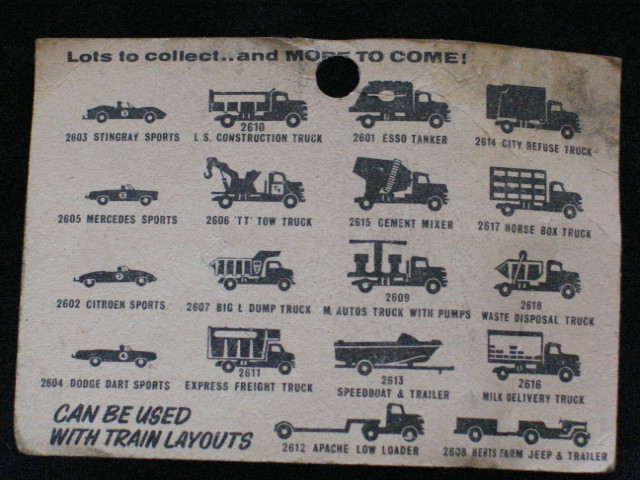 Lots to collect..and MORE TO COME!
2603 STINGRAY SPORTS
2610
L.S. CONSTRUCTION TRUCK
2601 ESSO TANKER
2614 CITY REFUSE TRUCK
2605 MERCEDES SPORTS
2606 'TT' TOW TRUCK
2615 CEMENT MIXER
2617 HORSE BOX TRUCK
2602 CITROEN SPORTS
2607 BIG L DUMP TRUCK
2609
M. AUTOS TRUCK WITH PUMPS
2618
WASTE DISPOSAL TRUCK
2604 DODGE DART SPORTS
2611
EXPRESS FREIGHT TRUCK
2613
SPEEDBOAT & TRAILER
2616
MILK DELIVERY TRUCK
CAN BE USED
WITH TRAIN LAYOUTS
2612 APACHE LOW LOADER
2608 HERTS FARM JEEP & TRAILER